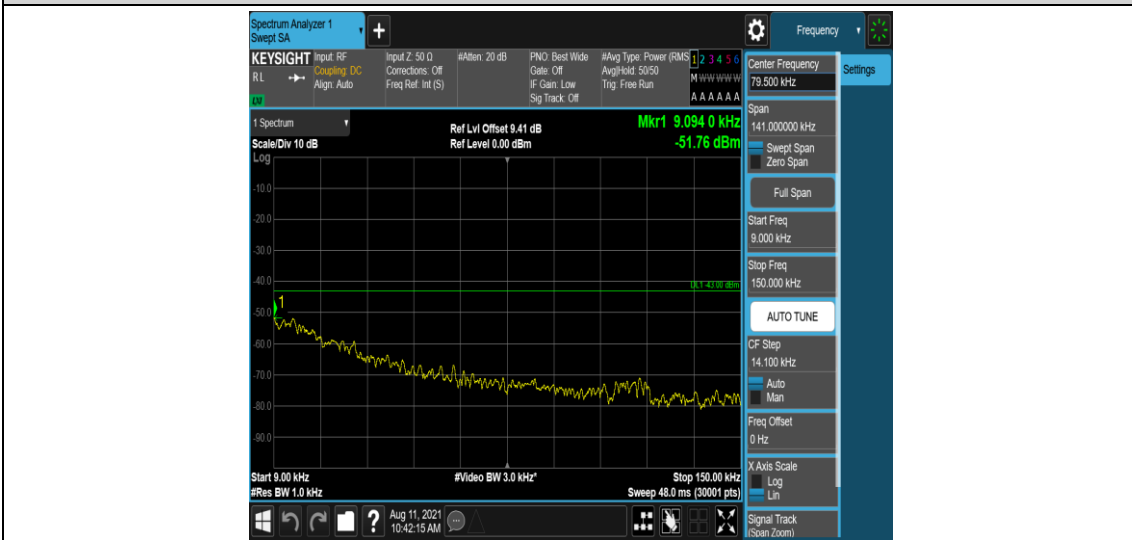 Spectrum Analyzer 1
Swept SA
+
Frequency
KEYSIGHT
RL
LXI
Input: RF
Coupling: DC
Align: Auto
Input Z: 50 Ω
Corrections: Off
Freq Ref: Int (S)
#Atten: 20 dB
PNO: Best Wide
Gate: Off
IF Gain: Low
Sig Track: Off
#Avg Type: Power (RMS
Avg|Hold: 50/50
Trig: Free Run
1 2 3 4 5 6
M W W W W W
A A A A A A
1 Spectrum
Scale/Div 10 dB
Log
Ref Lvl Offset 9.41 dB
Ref Level 0.00 dBm
Mkr1 9.094 0 kHz
-51.76 dBm
-10.0
-20.0
-30.0
-40.0
-50.0
-60.0
-70.0
-80.0
-90.0
DL1 -43.00 dBm
1
Start 9.00 kHz
#Res BW 1.0 kHz
#Video BW 3.0 kHz*
Stop 150.00 kHz
Sweep 48.0 ms (30001 pts)
?
Aug 11, 2021
10:42:15 AM
Center Frequency
79.500 kHz
Settings
Span
141.000000 kHz
Swept Span
Zero Span
Full Span
Start Freq
9.000 kHz
Stop Freq
150.000 kHz
AUTO TUNE
CF Step
14.100 kHz
Auto
Man
Freq Offset
0 Hz
X Axis Scale
Log
Lin
Signal Track
(Span Zoom)